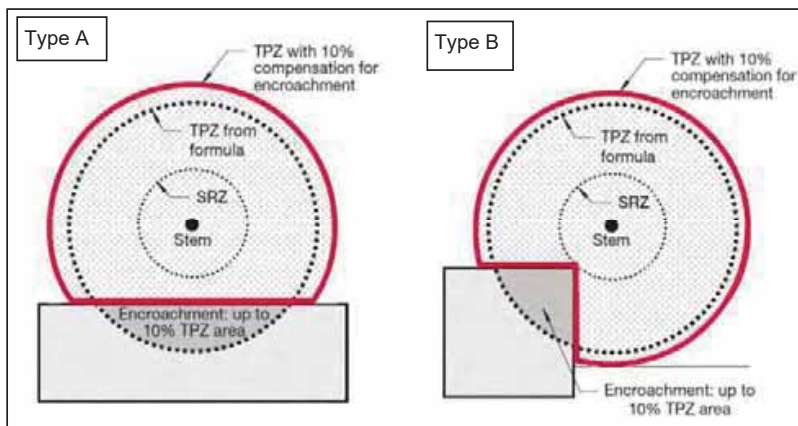 Type A
TPZ with 10%
compensation for
encroachment
TPZ from
formula
SRZ
Stem
Encroachment: up to
10% TPZ area
Type B
TPZ with 10%
compensation for
encroachment
TPZ from
formula
SRZ
Stem
Encroachment: up to
10% TPZ area